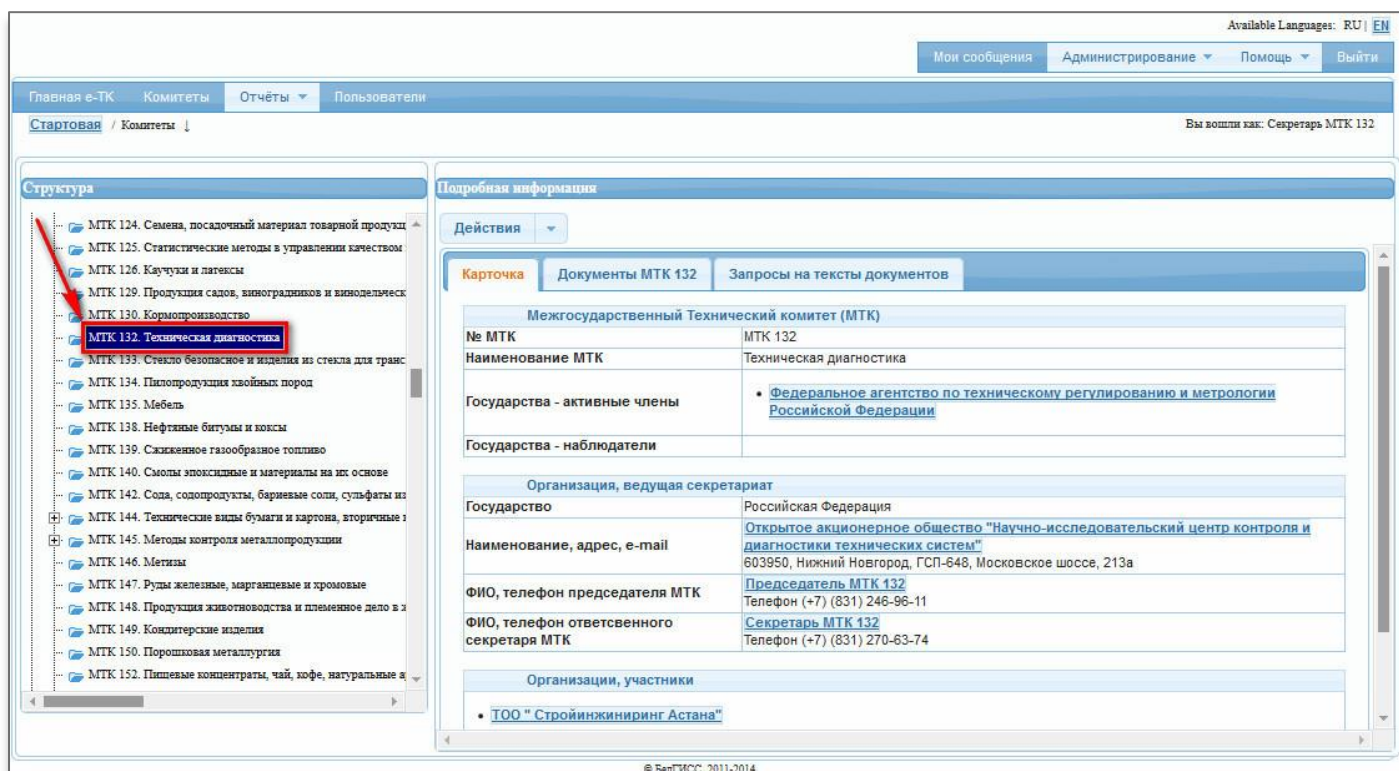 Available Languages: RU | EN
Мои сообщения Администрирование Помощь Выйти
Главная е-ТК Комитеты Отчёты Пользователи
Стартовая / Комитеты ↓
Вы вошли как: Секретарь МТК 132
Структура
МТК 124. Семена, посадочный материал товарной продукц
МТК 125. Статистические методы в управлении качеством
МТК 126. Каучуки и латексы
МТК 129. Продукция садов, виноградников и винодельческ
МТК 130. Кормопроизводство
МТК 132. Техническая диагностика
МТК 133. Стекло безопасное и изделия из стекла для транс
МТК 134. Пилопродукция хвойных пород
МТК 135. Мебель
МТК 138. Нефтяные битумы и коксы
МТК 139. Сжиженное газообразное топливо
МТК 140. Смолы эпоксидные и материалы на их основе
МТК 142. Сода, содопродукты, бариевые соли, сульфаты из
МТК 144. Технические виды бумаги и картона, вторичные
МТК 145. Методы контроля металлопродукции
МТК 146. Метизы
МТК 147. Руды железные, марганцевые и хромовые
МТК 148. Продукция животноводства и племенное дело в ж
МТК 149. Кондитерские изделия
МТК 150. Порошковая металлургия
МТК 152. Пищевые концентраты, чай, кофе, натуральные а
Подробная информация
Действия
Карточка Документы МТК 132 Запросы на тексты документов
Межгосударственный Технический комитет (МТК)
№ МТК МТК 132
Наименование МТК Техническая диагностика
Государства - активные члены • Федеральное агентство по техническому регулированию и метрологии
Российской Федерации
Государства - наблюдатели
Организация, ведущая секретариат
Государство Российская Федерация
Наименование, адрес, e-mail Открытое акционерное общество "Научно-исследовательский центр контроля и
диагностики технических систем"
603950, Нижний Новгород, ГСП-648, Московское шоссе, 213а
ФИО, телефон председателя МТК Председатель МТК 132
Телефон (+7) (831) 246-96-11
ФИО, телефон ответсвенного
секретаря МТК
Секретарь МТК 132
Телефон (+7) (831) 270-63-74
Организации, участники
• ТОО " Стройинжиниринг Астана"
© БелГИСС, 2011-2014